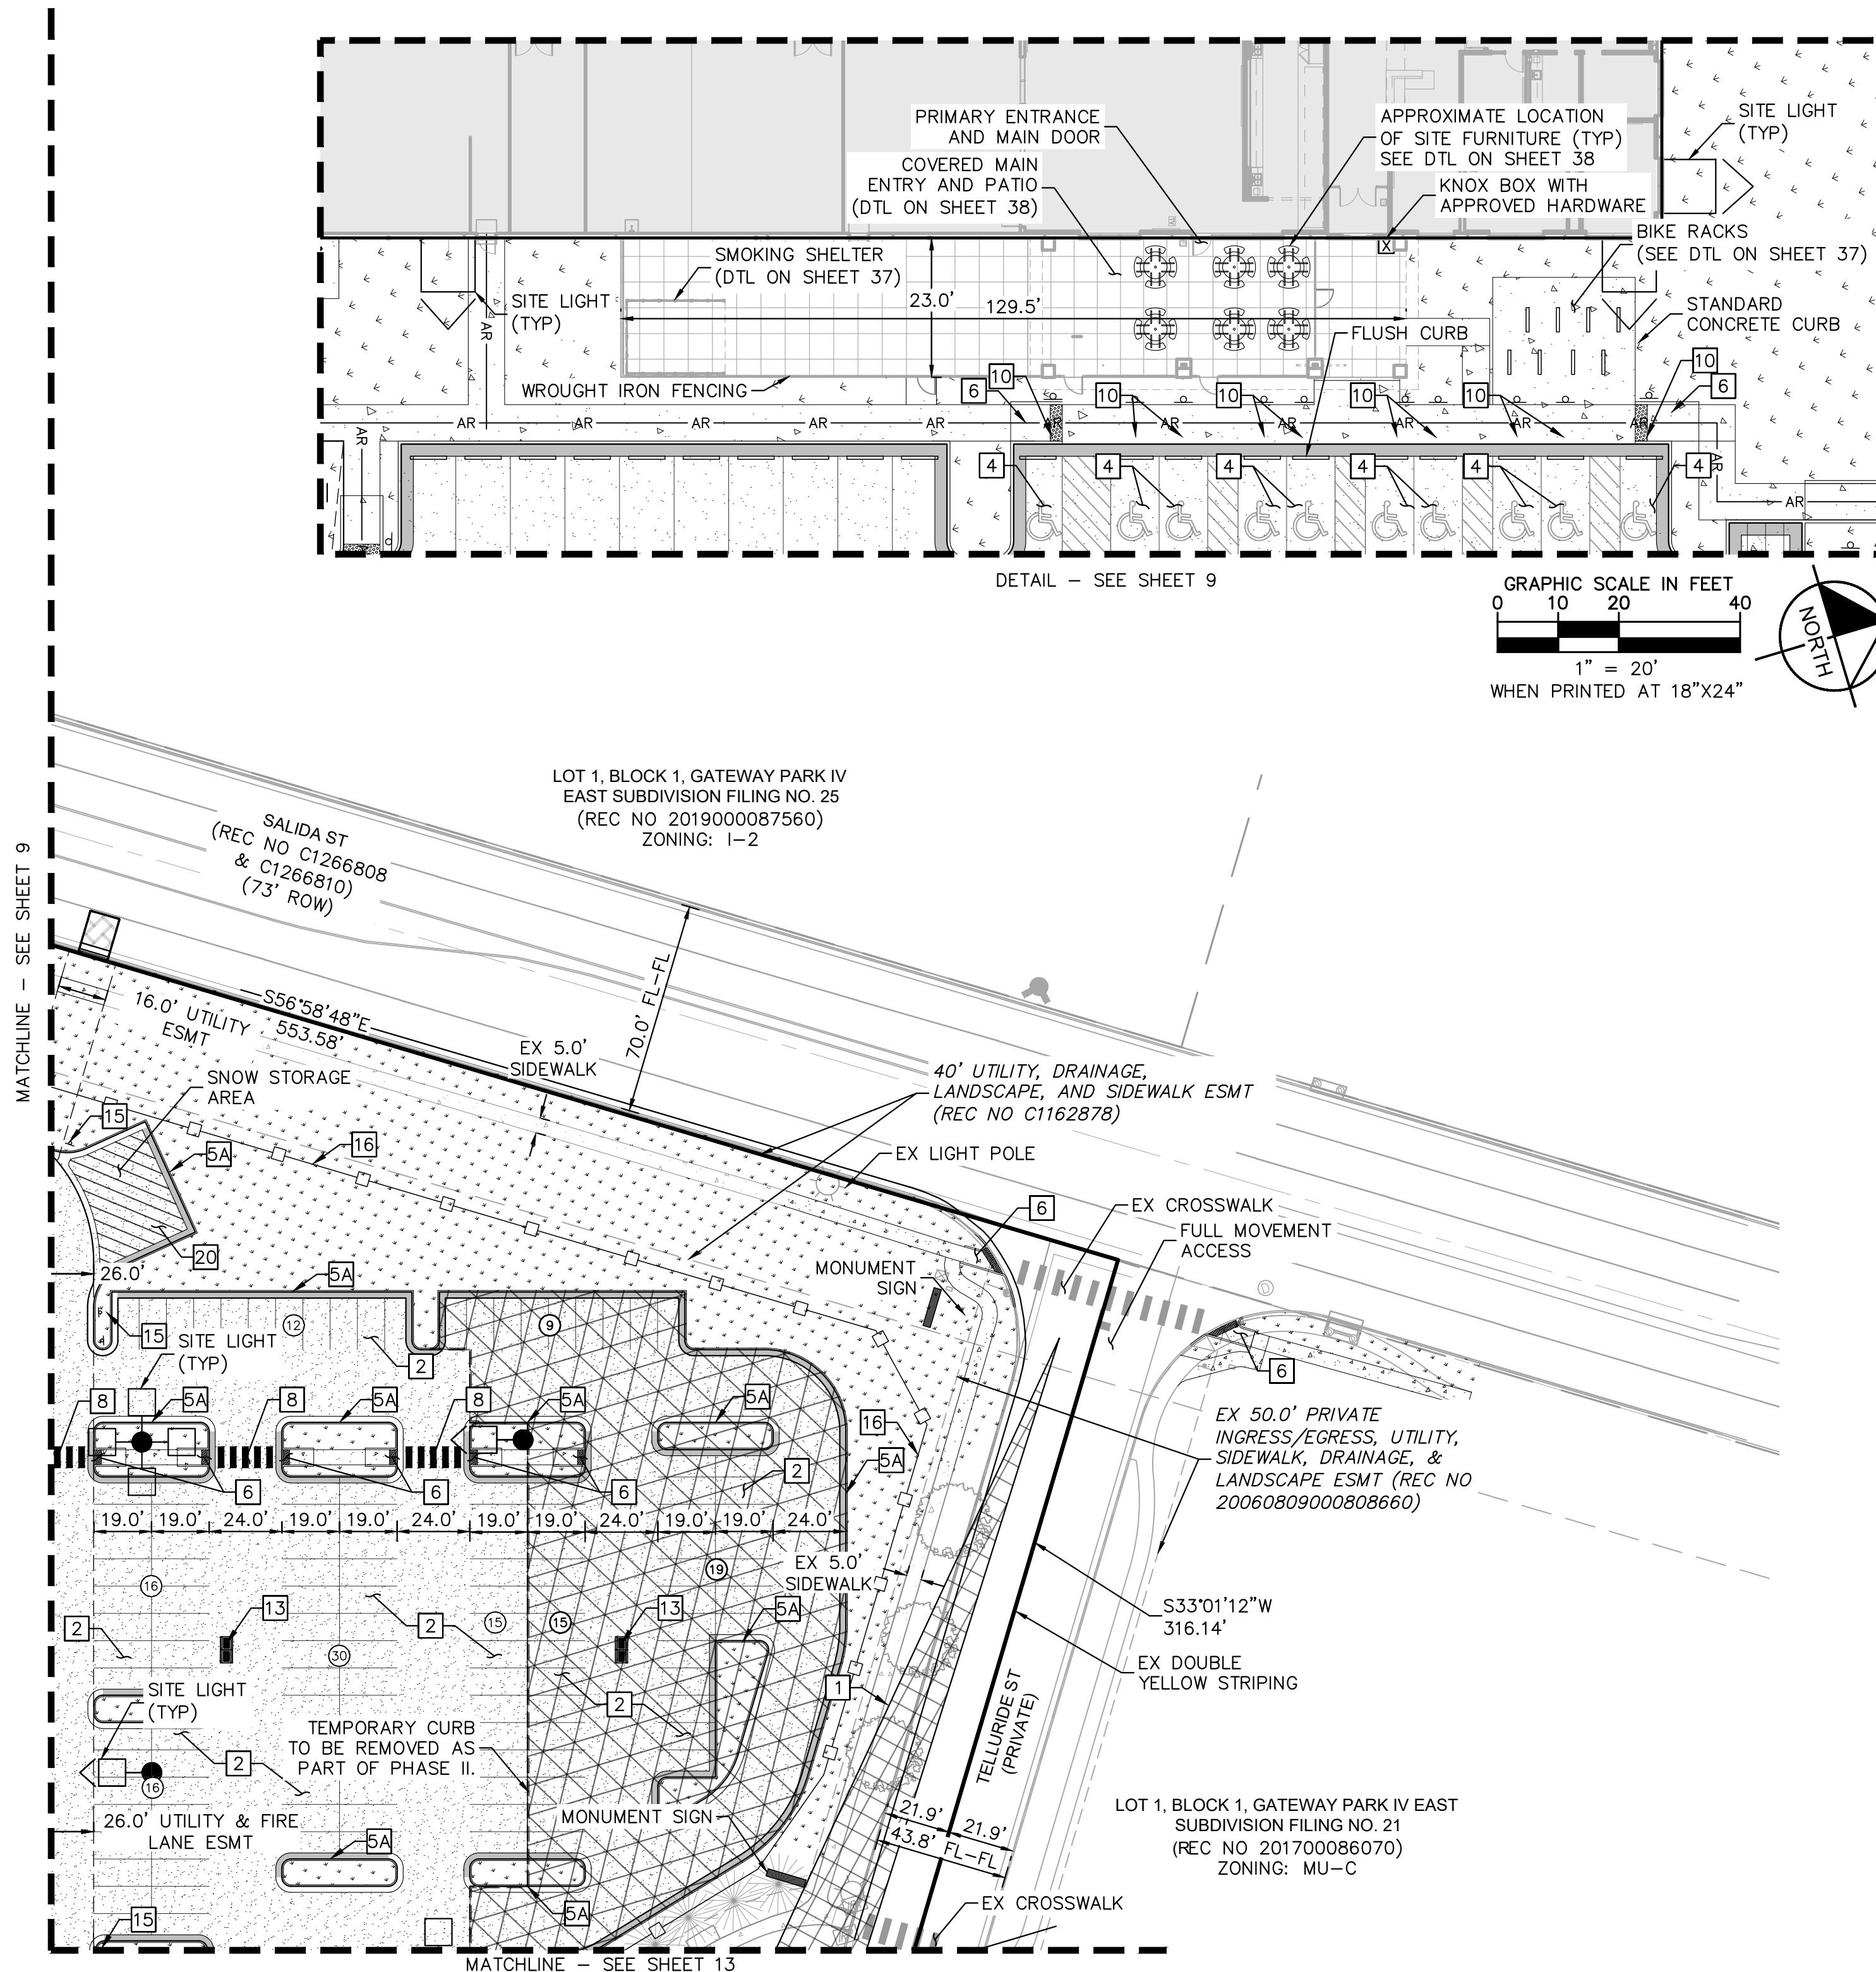 PRIMARY ENTRANCE
AND MAIN DOOR
APPROXIMATE LOCATION
OF SITE FURNITURE (TYP)
SEE DTL ON SHEET 38
SITE LIGHT
(TYP)
COVERED MAIN
ENTRY AND PATIO
(DTL ON SHEET 38)
KNOX BOX WITH
APPROVED HARDWARE
X
BIKE RACKS
(SEE DTL ON SHEET 37)
SMOKING SHELTER
(DTL ON SHEET 37)
SITE LIGHT
(TYP)
23.0'
129.5'
STANDARD
CONCRETE CURB
FLUSH CURB
WROUGHT IRON FENCING
AR
10
6
10
10
10
10
10
6
AR
AR
AR
AR
AR
AR
AR
AR
AR
AR
AR
AR
AR
4
4
4
4
4
4
DETAIL – SEE SHEET 9
GRAPHIC SCALE IN FEET
0 10 20 40
1" = 20'
WHEN PRINTED AT 18"X24"
NORTH
LOT 1, BLOCK 1, GATEWAY PARK IV
EAST SUBDIVISION FILING NO. 25
(REC NO 2019000087560)
ZONING: I–2
SALIDA ST
(REC NO C1266808
& C1266810)
(73' ROW)
MATCHLINE – SEE SHEET 9
16.0' UTILITY
ESMT
S56°58'48"E
553.58'
EX 5.0'
SIDEWALK
70.0' FL–FL
40' UTILITY, DRAINAGE,
LANDSCAPE, AND SIDEWALK ESMT
(REC NO C1162878)
SNOW STORAGE
AREA
15
5A
16
EX LIGHT POLE
6
EX CROSSWALK
FULL MOVEMENT
ACCESS
20
26.0'
5A
MONUMENT
SIGN
D
12
9
15
SITE LIGHT
(TYP)
2
6
8
5A
8
5A
8
5A
5A
16
5A
2
6
6
6
EX 50.0' PRIVATE
INGRESS/EGRESS, UTILITY,
SIDEWALK, DRAINAGE, &
LANDSCAPE ESMT (REC NO
20060809000808660)
19.0' 19.0' 24.0' 19.0' 19.0' 24.0' 19.0' 19.0' 24.0' 19.0' 19.0' 24.0'
EX 5.0'
SIDEWALK
16
19
13
2
2
15
15
13
5A
30
S33°01'12"W
316.14'
EX DOUBLE
YELLOW STRIPING
SITE LIGHT
(TYP)
1
2
TEMPORARY CURB
TO BE REMOVED AS
PART OF PHASE II.
2
16
TELLURIDE ST
(PRIVATE)
26.0' UTILITY & FIRE
LANE ESMT
MONUMENT SIGN
5A
21.9'
21.9'
43.8' FL–FL
LOT 1, BLOCK 1, GATEWAY PARK IV EAST
SUBDIVISION FILING NO. 21
(REC NO 201700086070)
ZONING: MU–C
15
5A
EX CROSSWALK
MATCHLINE – SEE SHEET 13